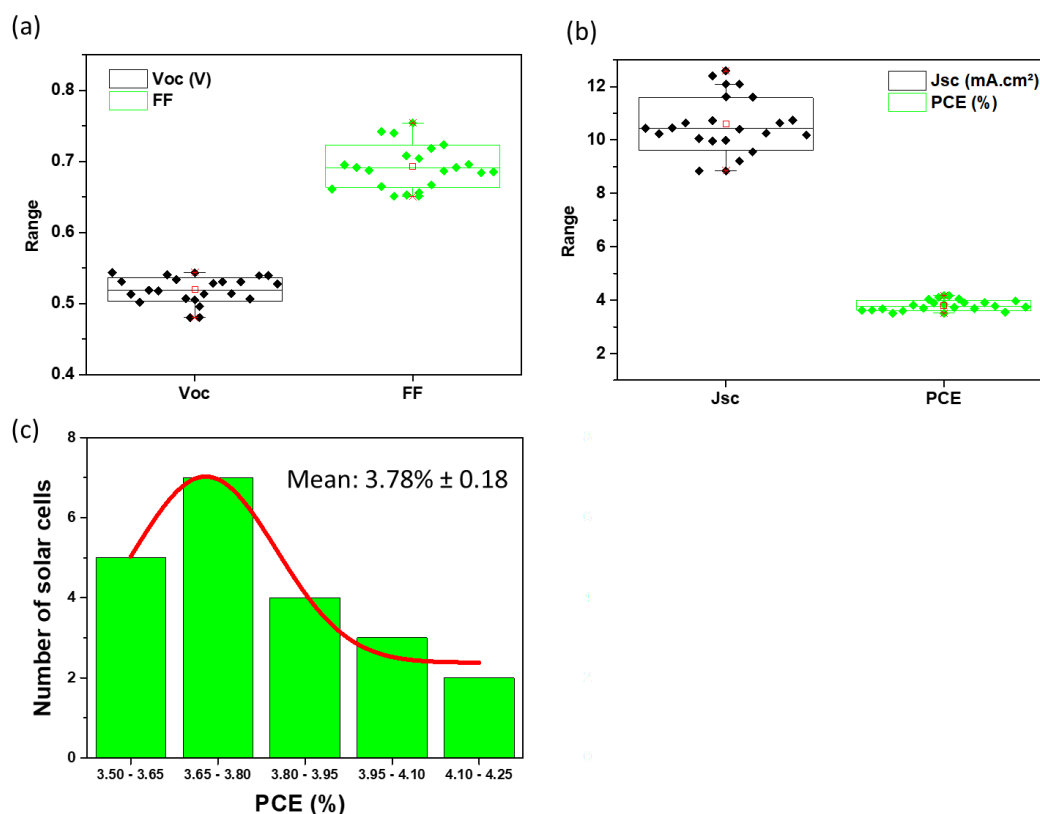 (a)
0.8
0.7
0.6
0.5
0.4
Range
Voc (V)
FF
Voc
FF
(b)
12
10
8
6
4
2
Range
Jsc (mA.cm²)
PCE (%)
Jsc
PCE
(c)
8
6
4
2
0
Number of solar cells
Mean: 3.78% ± 0.18
3.50 - 3.65
3.65 - 3.80
3.80 - 3.95
3.95 - 4.10
4.10 - 4.25
PCE (%)